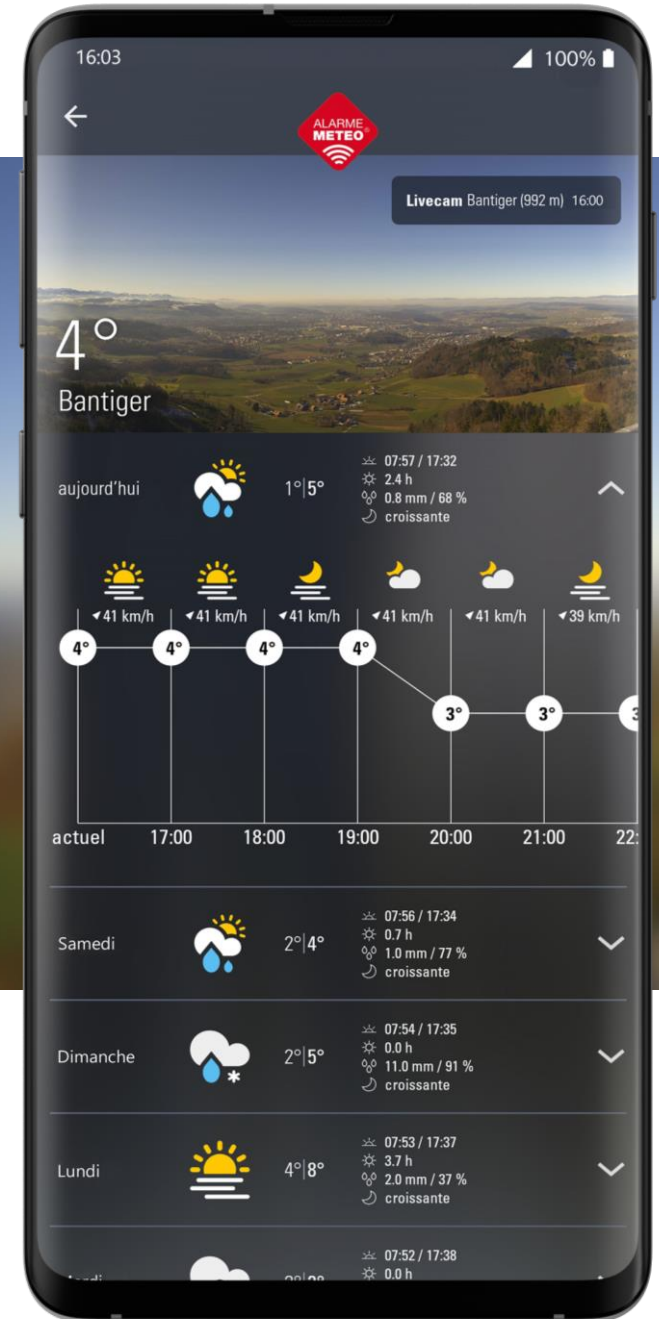 16:03 100%
ALARME
METEO®
Livecam Bantiger (992 m) 16:00
4°
Bantiger
aujourd'hui 1°|5° 07:57 / 17:32
2.4 h
0.8 mm / 68 %
croissante
41 km/h 41 km/h 41 km/h 41 km/h 41 km/h 39 km/h
4° 4° 4° 4° 3° 3° 3
actuel 17:00 18:00 19:00 20:00 21:00 22:
Samedi 2°|4° 07:56 / 17:34
0.7 h
1.0 mm / 77 %
croissante
Dimanche 2°|5° 07:54 / 17:35
0.0 h
11.0 mm / 91 %
croissante
Lundi 4°|8° 07:53 / 17:37
3.7 h
2.0 mm / 37 %
croissante
07:52 / 17:38
0.0 h